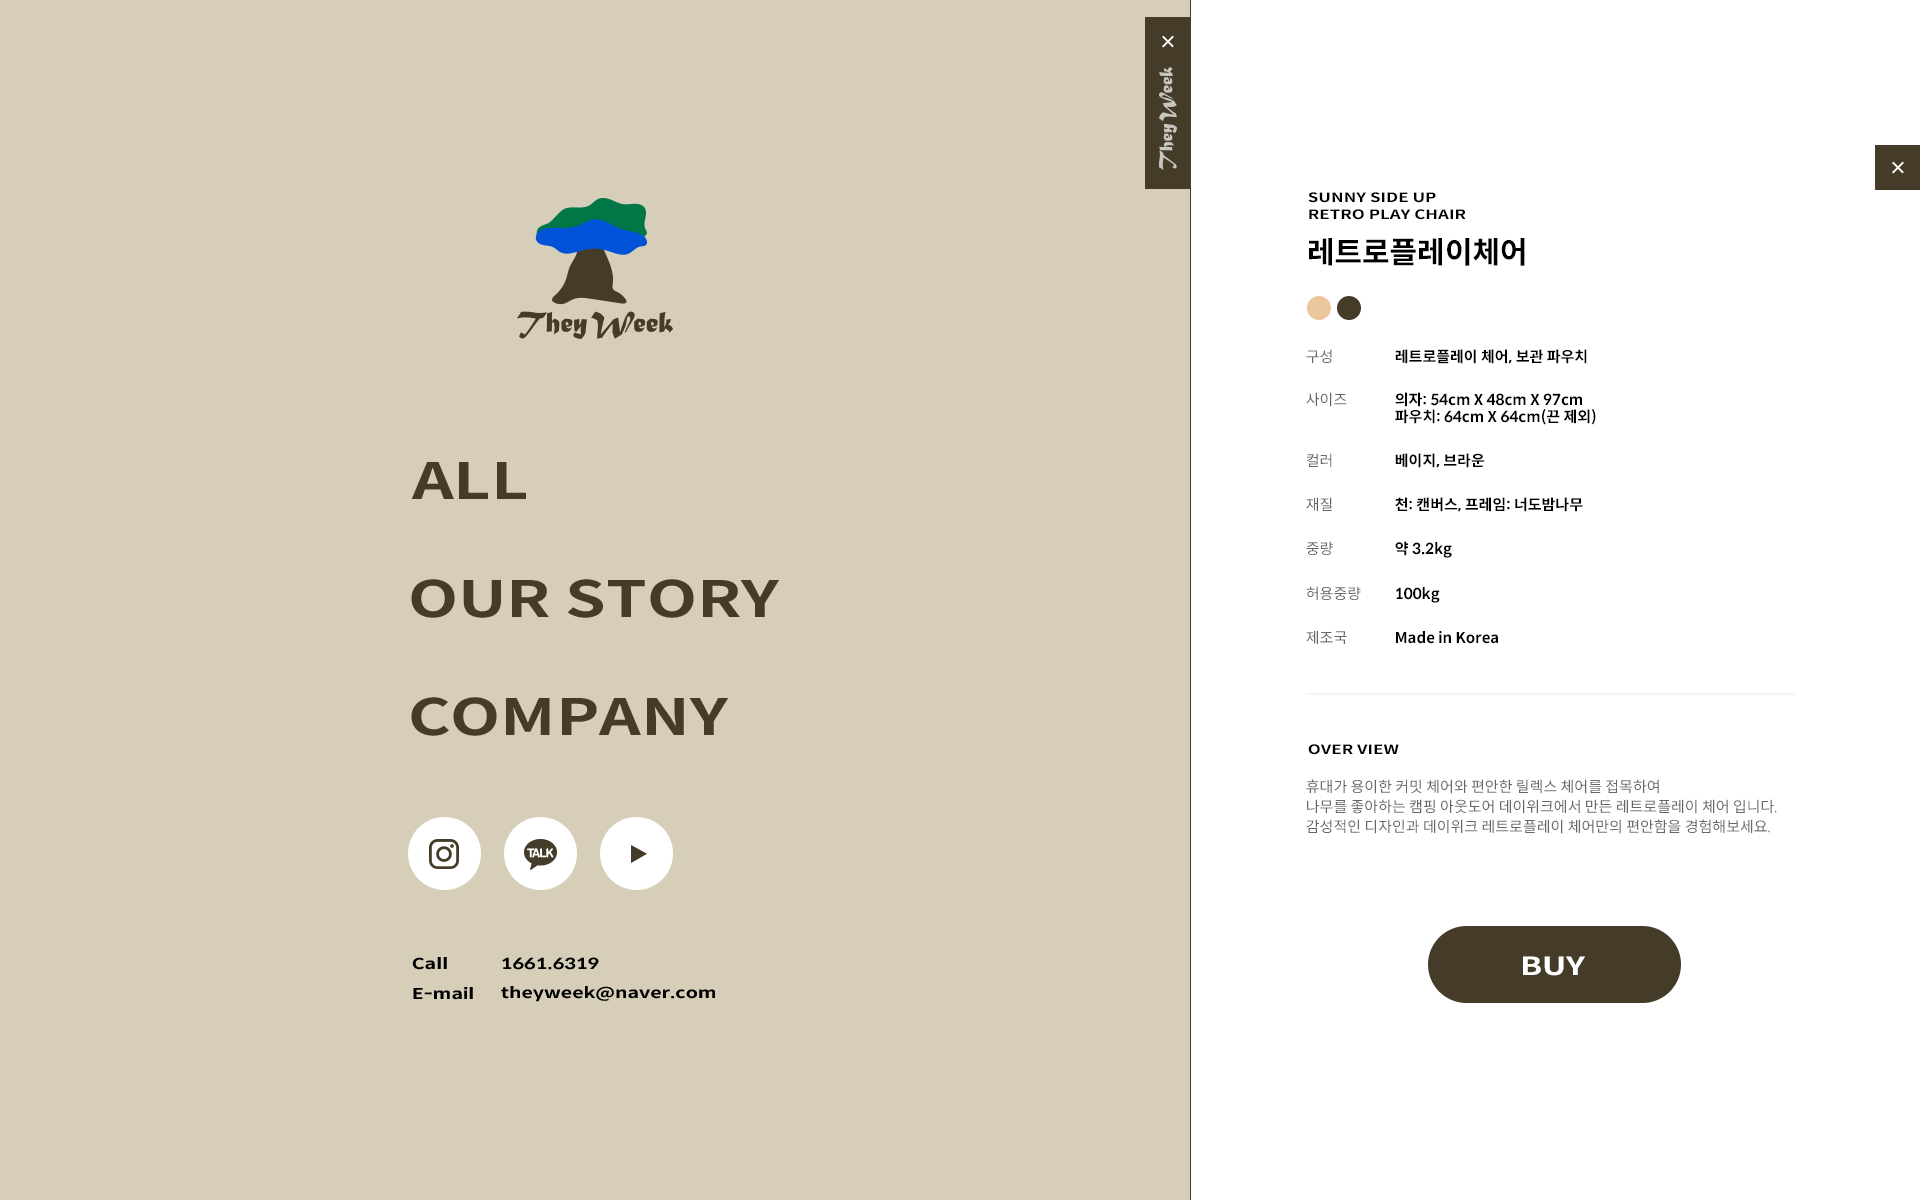 They Week
ALL
OUR STORY
COMPANY
TALK
Call 1661.6319
E-mail theyweek@naver.com
They Week
SUNNY SIDE UP
RETRO PLAY CHAIR
레트로플레이체어
구성 레트로플레이 체어, 보관 파우치
사이즈 의자: 54cm X 48cm X 97cm
파우치: 64cm X 64cm(끈 제외)
컬러 베이지, 브라운
재질 천: 캔버스, 프레임: 너도밤나무
중량 약 3.2kg
허용중량 100kg
제조국 Made in Korea
OVER VIEW
휴대가 용이한 커밋 체어와 편안한 릴렉스 체어를 접목하여
나무를 좋아하는 캠핑 아웃도어 데이위크에서 만든 레트로플레이 체어 입니다.
감성적인 디자인과 데이위크 레트로플레이 체어만의 편안함을 경험해보세요.
BUY